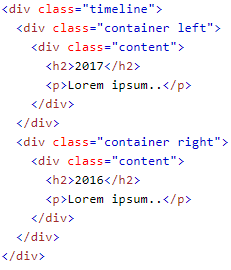 <div class="timeline">
  <div class="container left">
    <div class="content">
      <h2>2017</h2>
      <p>Lorem ipsum..</p>
    </div>
  </div>
  <div class="container right">
    <div class="content">
      <h2>2016</h2>
      <p>Lorem ipsum..</p>
    </div>
  </div>
</div>